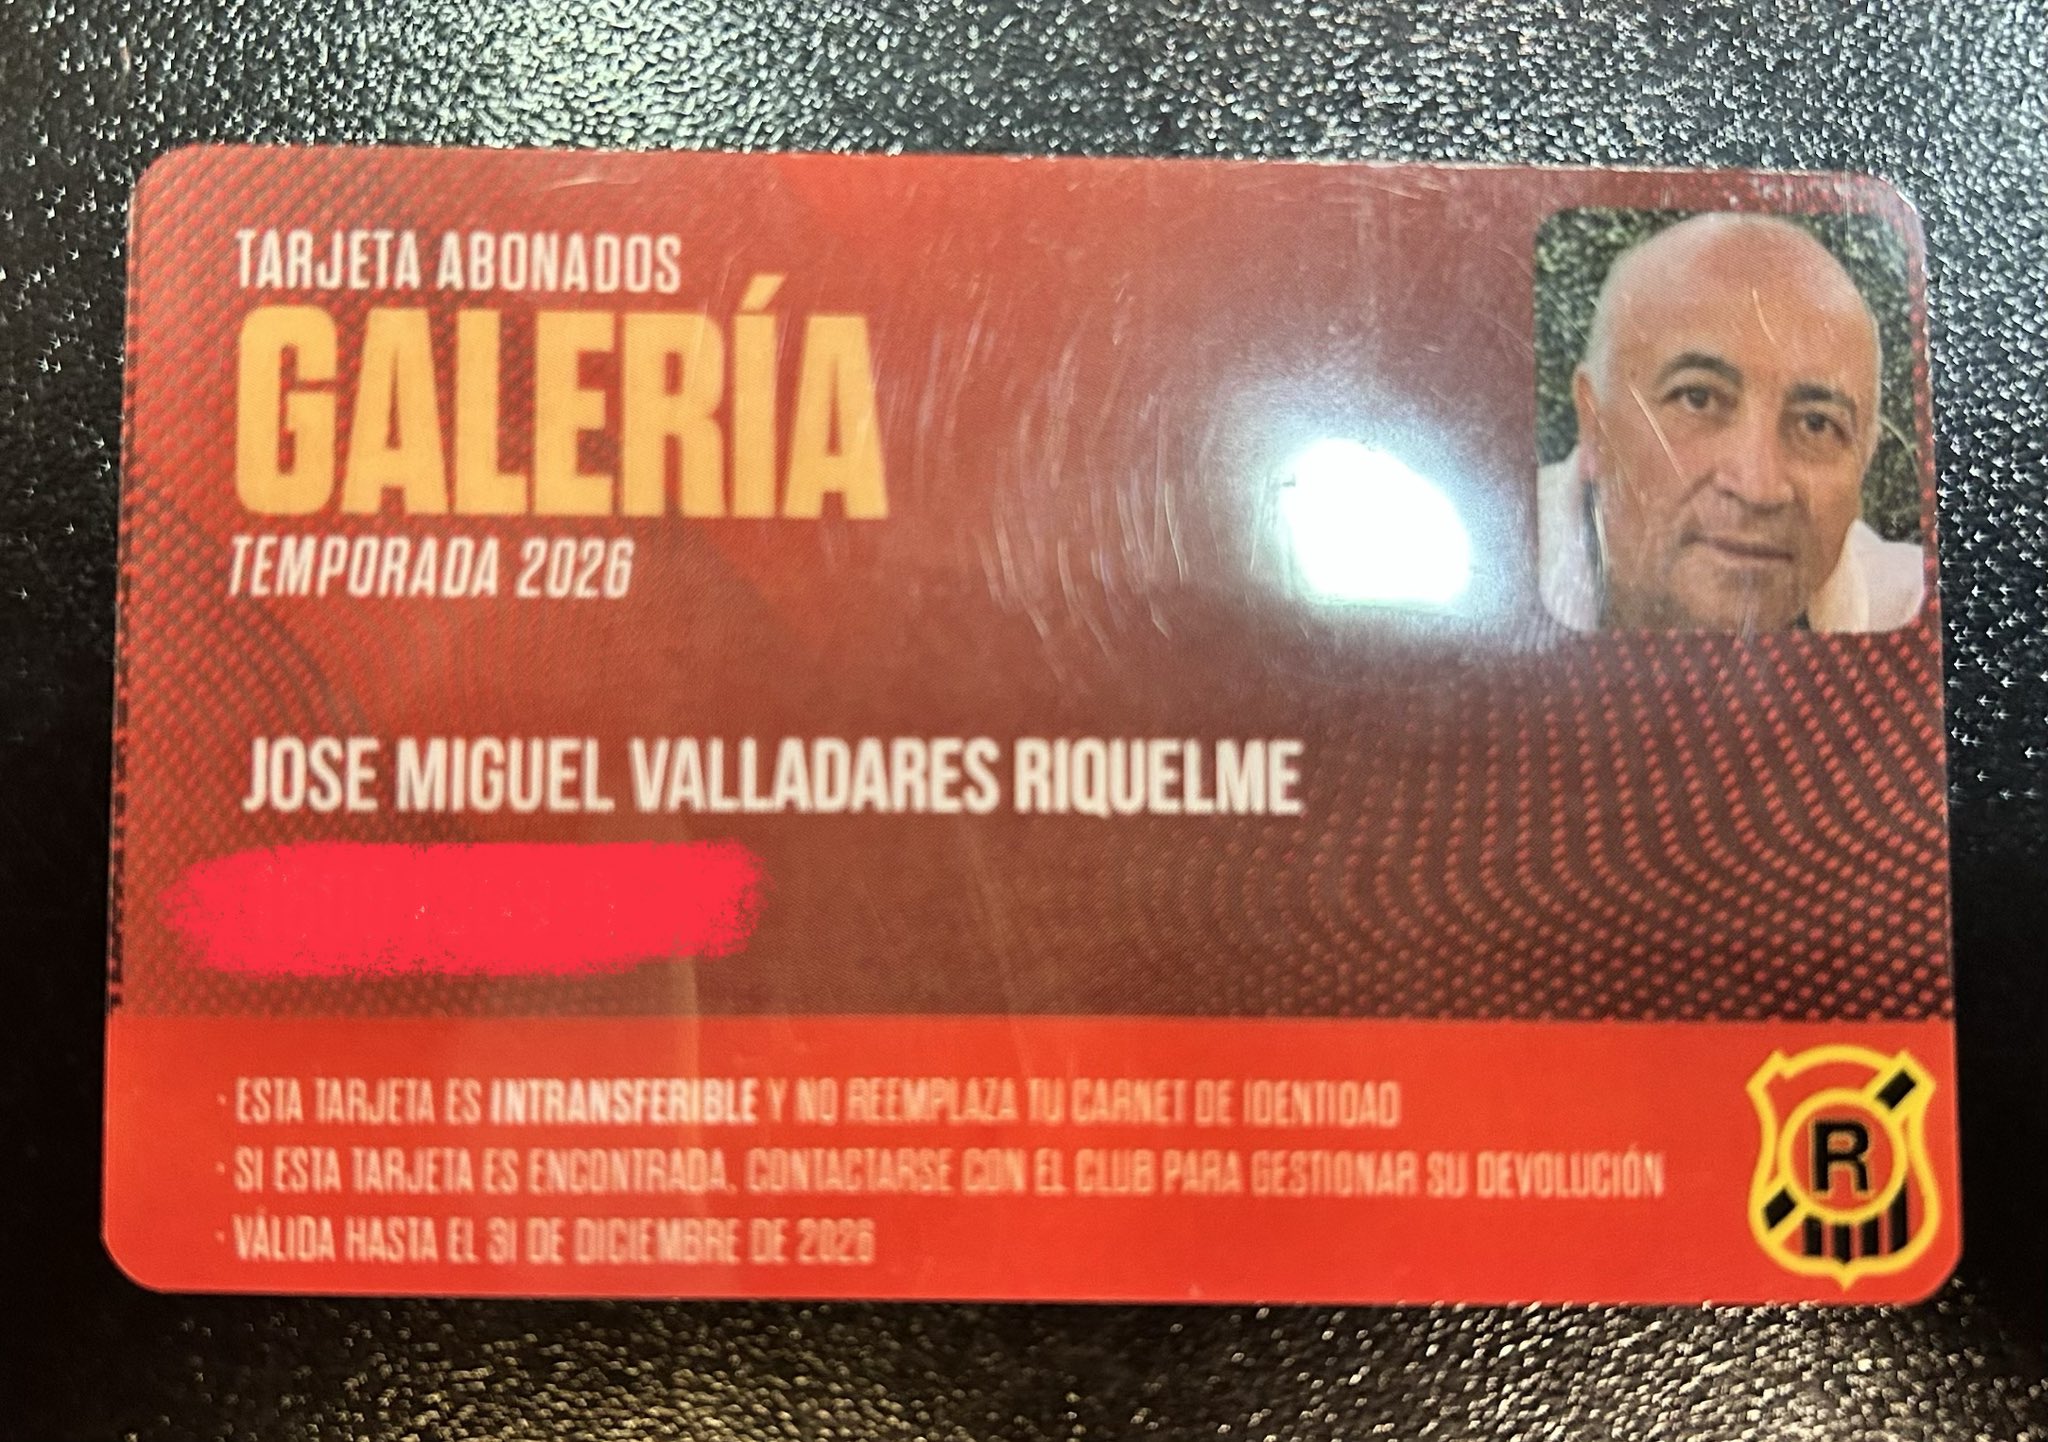 TARJETA ABONADOS
GALERÍA
TEMPORADA 2026
JOSE MIGUEL VALLADARES RIQUELME
· ESTA TARJETA ES INTRANSFERIBLE Y NO REEMPLAZA TU CARNET DE IDENTIDAD
· SI ESTA TARJETA ES ENCONTRADA, CONTACTARSE CON EL CLUB PARA GESTIONAR SU DEVOLUCIÓN
· VÁLIDA HASTA EL 31 DE DICIEMBRE DE 2026
R